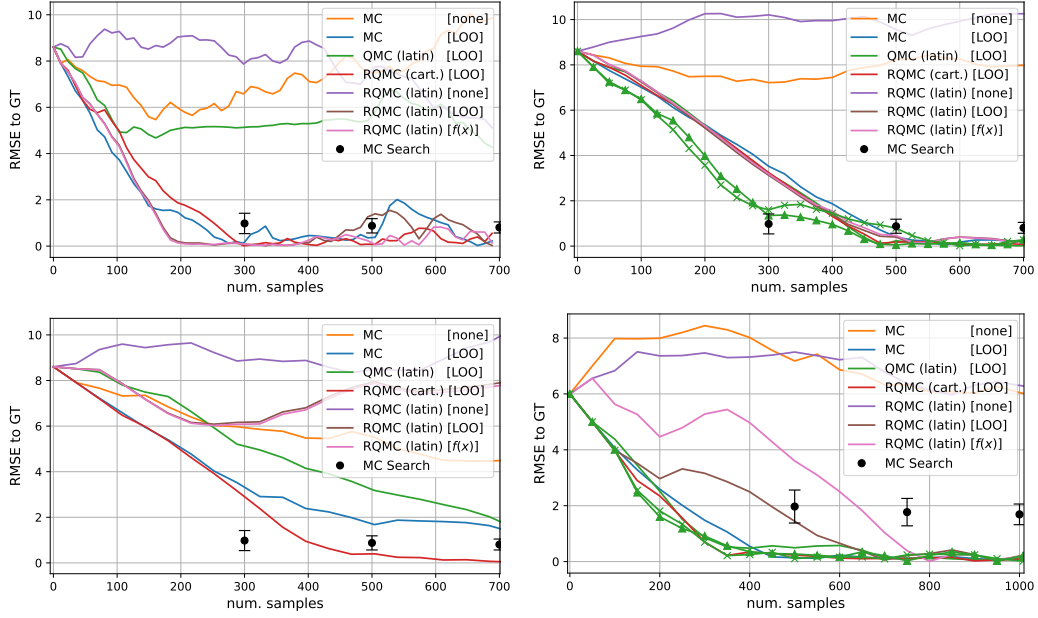 MC [none]
MC [LOO]
QMC (latin) [LOO]
RQMC (cart.) [LOO]
RQMC (latin) [none]
RQMC (latin) [LOO]
RQMC (latin) [f(x)]
MC Search
RMSE to GT
10
8
6
4
2
0
0 100 200 300 400 500 600 700
num. samples
MC [none]
MC [LOO]
QMC (latin) [LOO]
RQMC (cart.) [LOO]
RQMC (latin) [none]
RQMC (latin) [LOO]
RQMC (latin) [f(x)]
MC Search
RMSE to GT
10
8
6
4
2
0
0 100 200 300 400 500 600 700
num. samples
MC [none]
MC [LOO]
QMC (latin) [LOO]
RQMC (cart.) [LOO]
RQMC (latin) [none]
RQMC (latin) [LOO]
RQMC (latin) [f(x)]
MC Search
RMSE to GT
10
8
6
4
2
0
0 100 200 300 400 500 600 700
num. samples
MC [none]
MC [LOO]
QMC (latin) [LOO]
RQMC (cart.) [LOO]
RQMC (latin) [none]
RQMC (latin) [LOO]
RQMC (latin) [f(x)]
MC Search
RMSE to GT
8
6
4
2
0
0 200 400 600 800 1000
num. samples